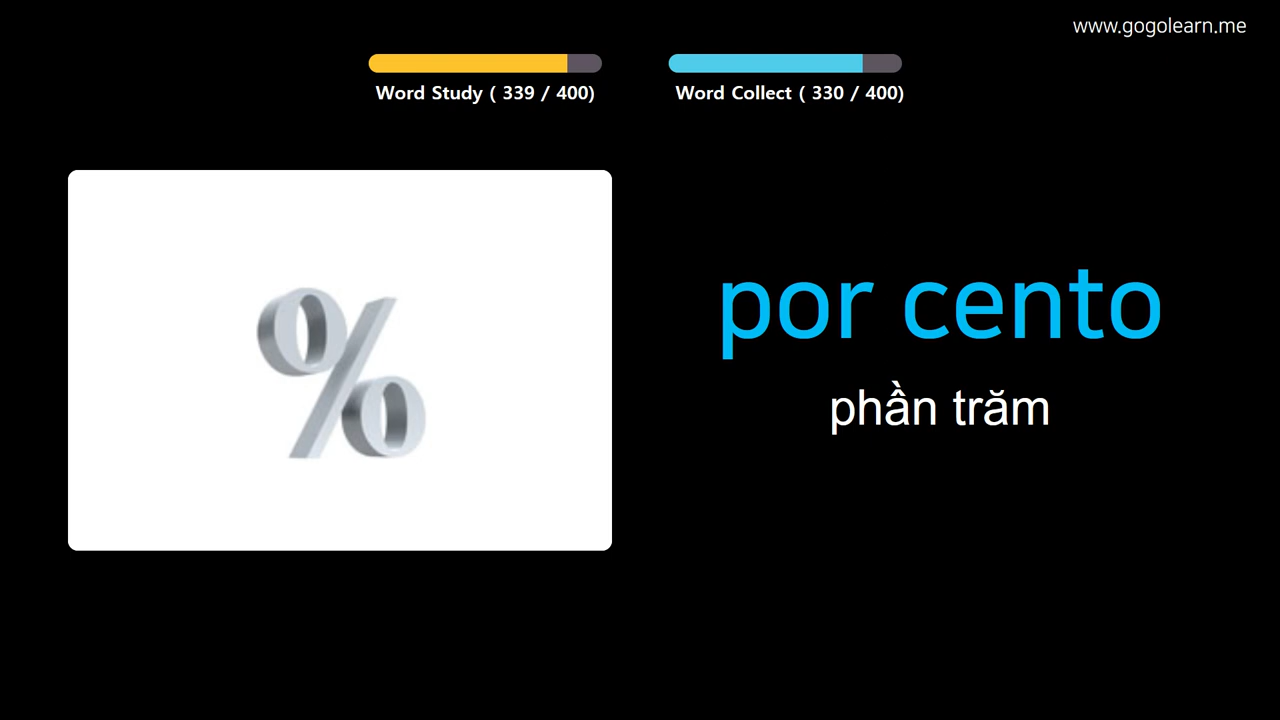 www.gogolearn.me
Word Study ( 339 / 400)
Word Collect ( 330 / 400)
%
por cento
phần trăm